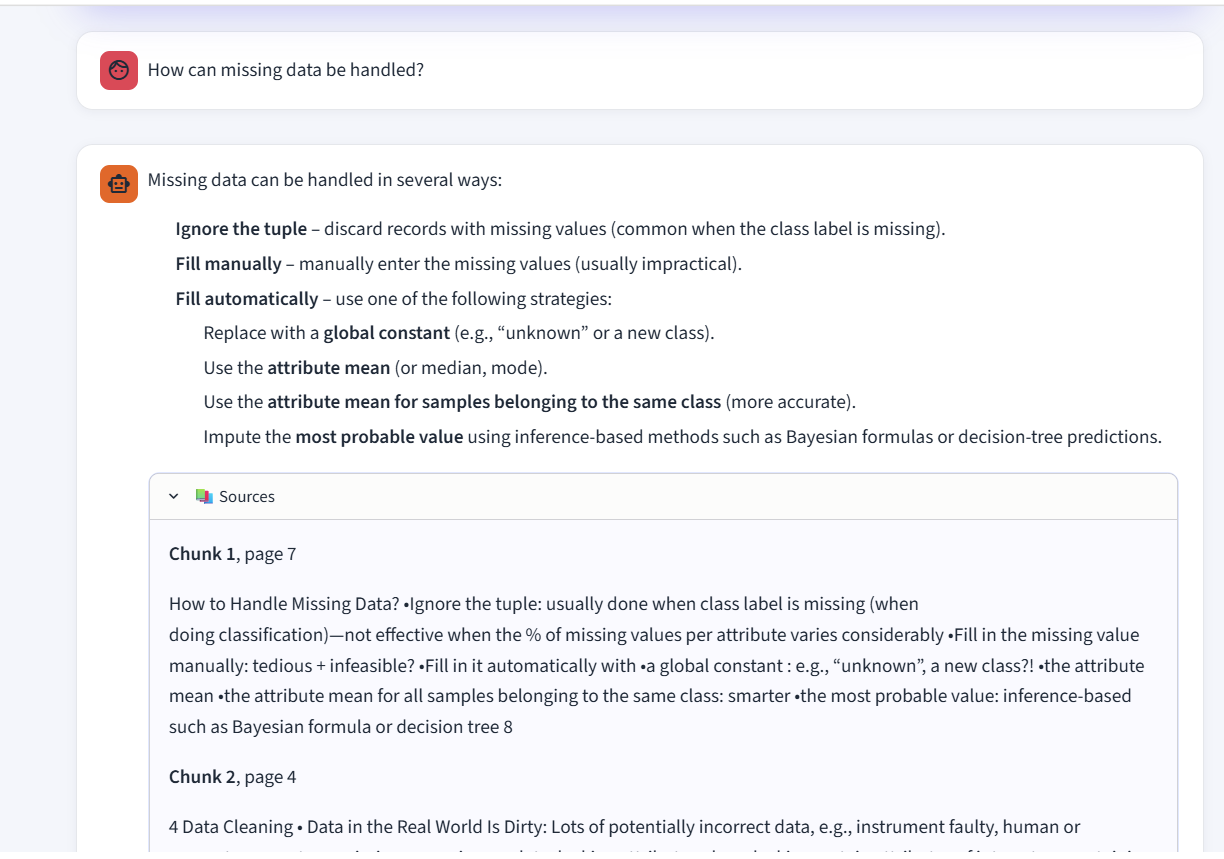 How can missing data be handled?
Missing data can be handled in several ways:
Ignore the tuple – discard records with missing values (common when the class label is missing).
Fill manually – manually enter the missing values (usually impractical).
Fill automatically – use one of the following strategies:
Replace with a global constant (e.g., “unknown” or a new class).
Use the attribute mean (or median, mode).
Use the attribute mean for samples belonging to the same class (more accurate).
Impute the most probable value using inference-based methods such as Bayesian formulas or decision-tree predictions.
Sources
Chunk 1, page 7
How to Handle Missing Data? •Ignore the tuple: usually done when class label is missing (when
doing classification)—not effective when the % of missing values per attribute varies considerably •Fill in the missing value
manually: tedious + infeasible? •Fill in it automatically with •a global constant : e.g., “unknown”, a new class?! •the attribute
mean •the attribute mean for all samples belonging to the same class: smarter •the most probable value: inference-based
such as Bayesian formula or decision tree 8
Chunk 2, page 4
4 Data Cleaning • Data in the Real World Is Dirty: Lots of potentially incorrect data, e.g., instrument faulty, human or